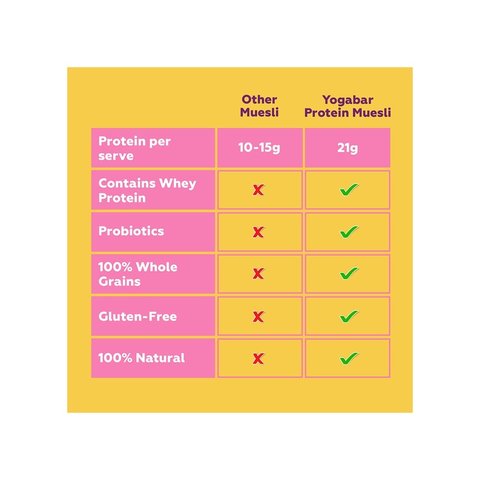 Other
Muesli
Yogabar
Protein Muesli
Protein per
serve
10-15g
21g
Contains Whey
Protein
Probiotics
100% Whole
Grains
Gluten-Free
100% Natural